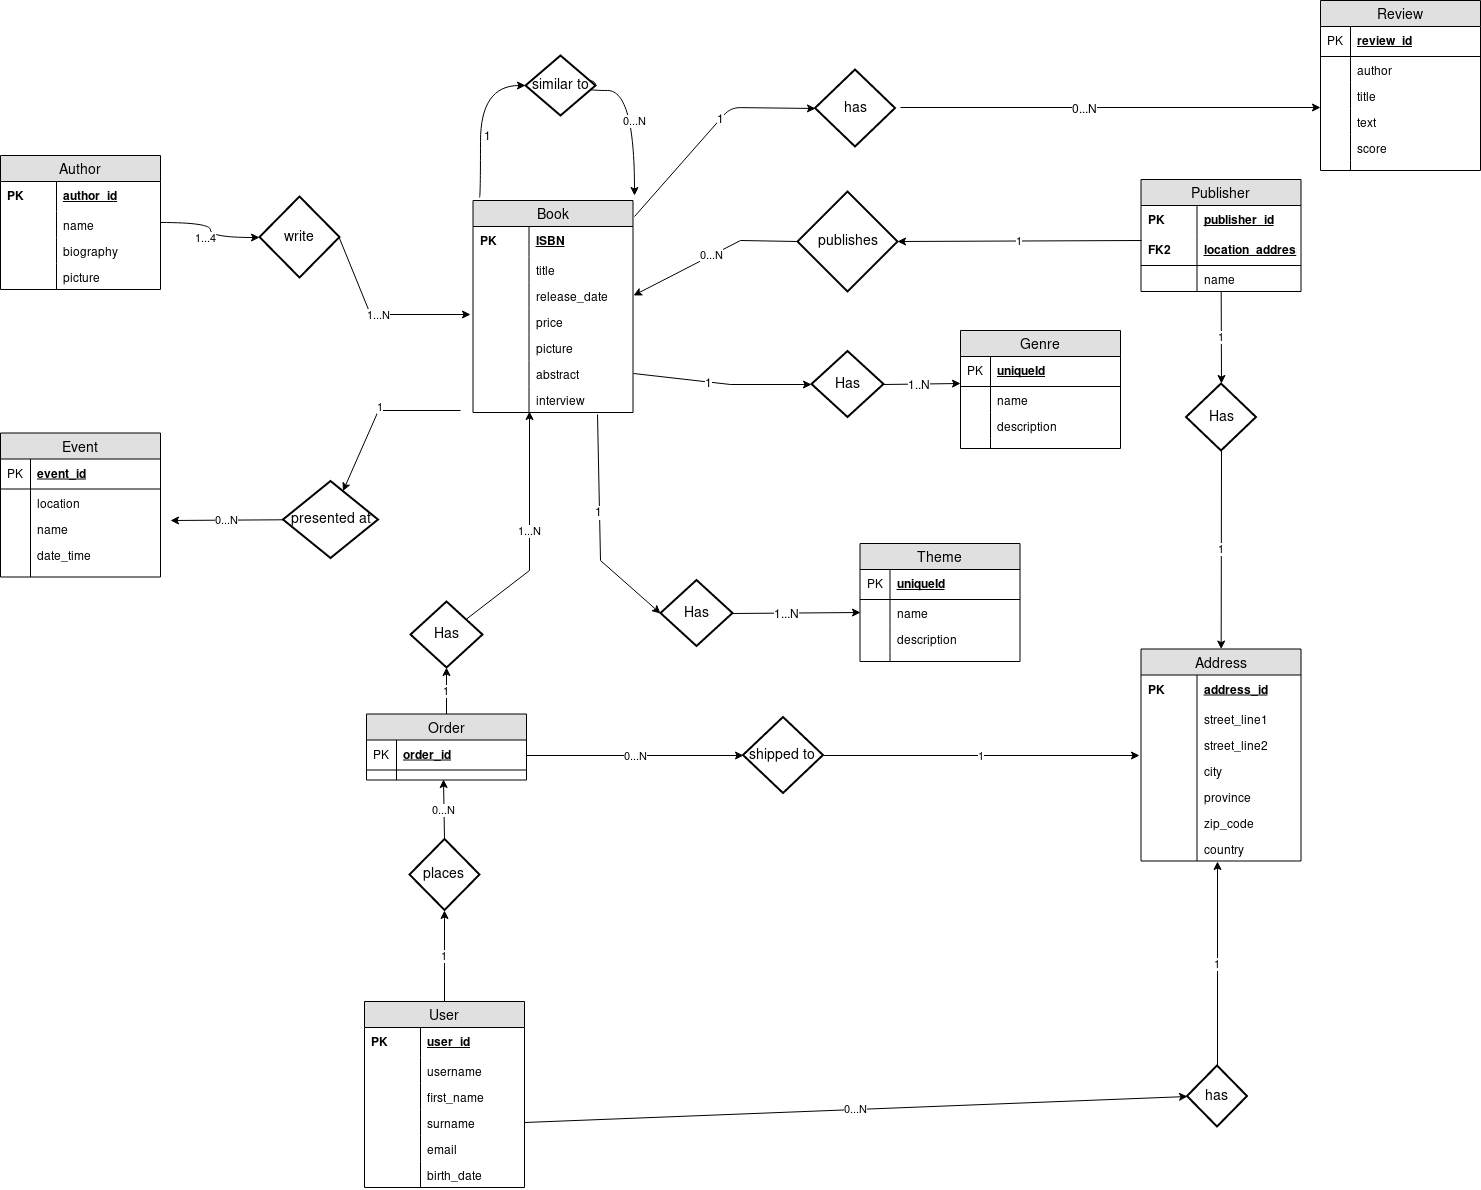 Review
PK review_id
author
title
text
score
similar to
1
0...N
has
1
0...N
Author
PK author_id
name
biography
picture
1...4
write
1...N
Book
PK ISBN
title
release_date
price
picture
abstract
interview
publishes
0...N
1
Publisher
PK publisher_id
FK2 location_addres
name
1
Has
1
1
Has
1..N
Genre
PK uniqueId
name
description
1
Event
PK event_id
location
name
date_time
0...N
presented at
1...N
1
Has
1...N
Theme
PK uniqueId
name
description
Has
1
Order
PK order_id
0...N
shipped to
1
Address
PK address_id
street_line1
street_line2
city
province
zip_code
country
0...N
places
1
User
PK user_id
username
first_name
surname
email
birth_date
0...N
has
1